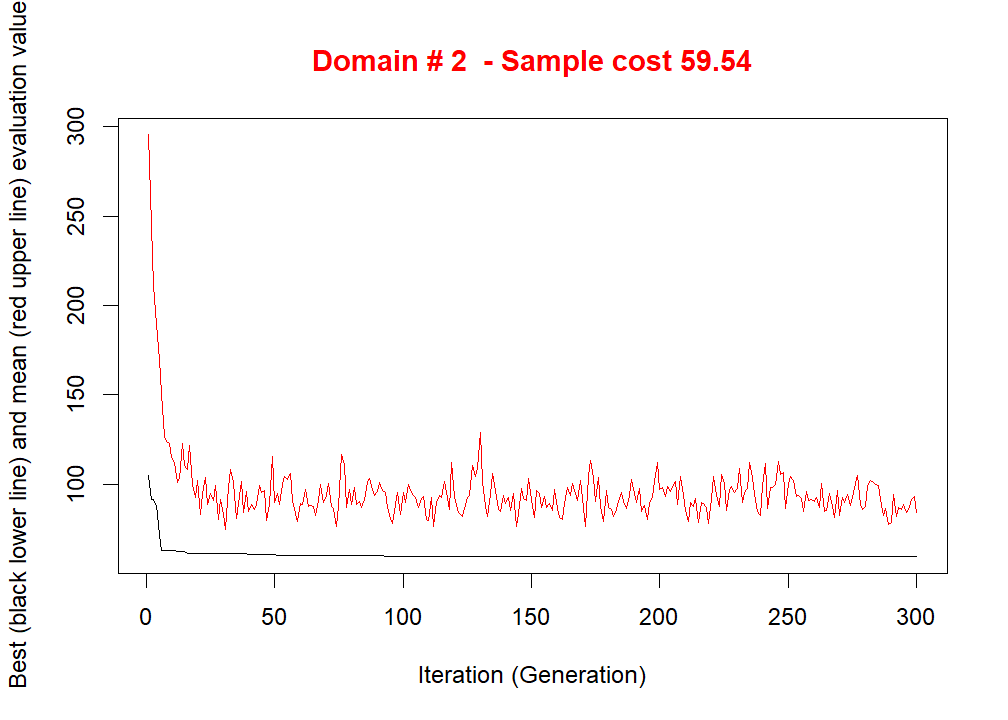 Domain # 2  - Sample cost 59.54
Best (black lower line) and mean (red upper line) evaluation value
300
250
200
150
100
0 50 100 150 200 250 300
Iteration (Generation)